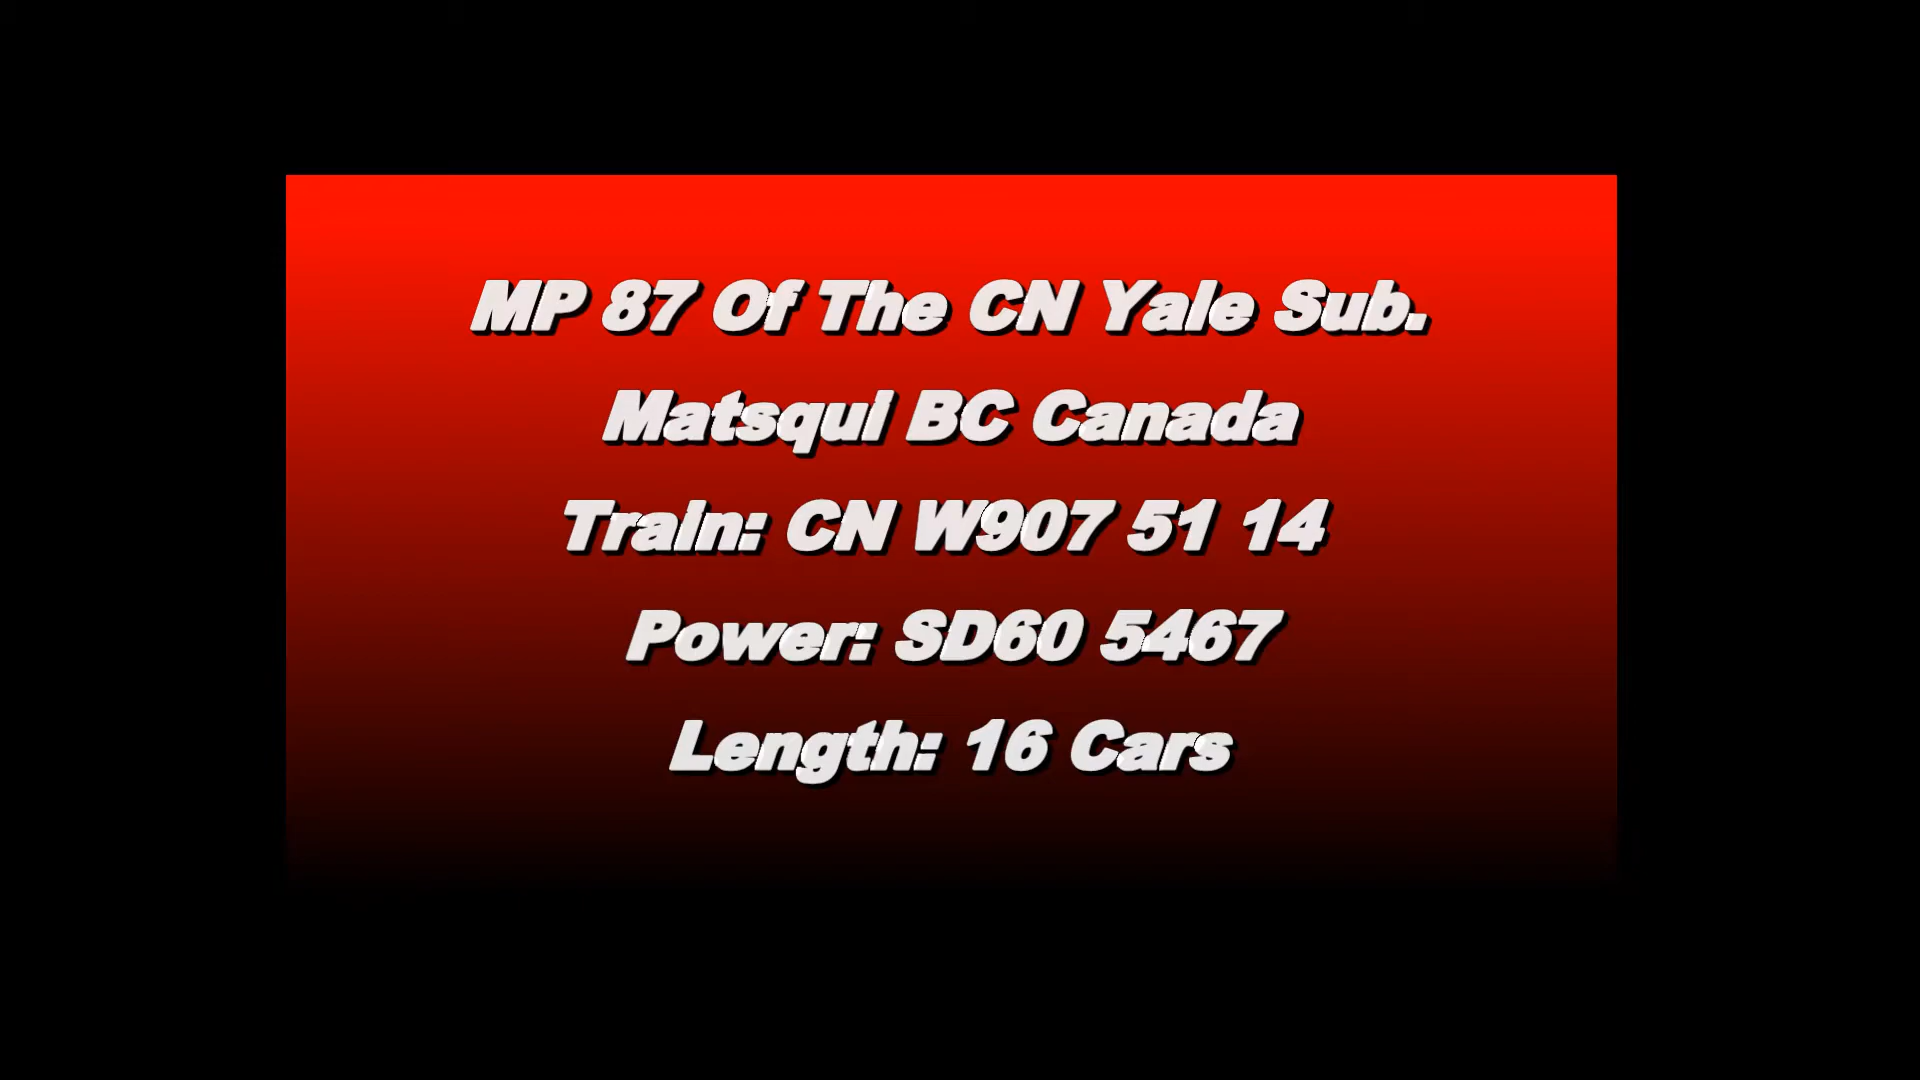 MP 87 Of The CN Yale Sub.
Matsqui BC Canada
Train: CN W907 51 14
Power: SD60 5467
Length: 16 Cars